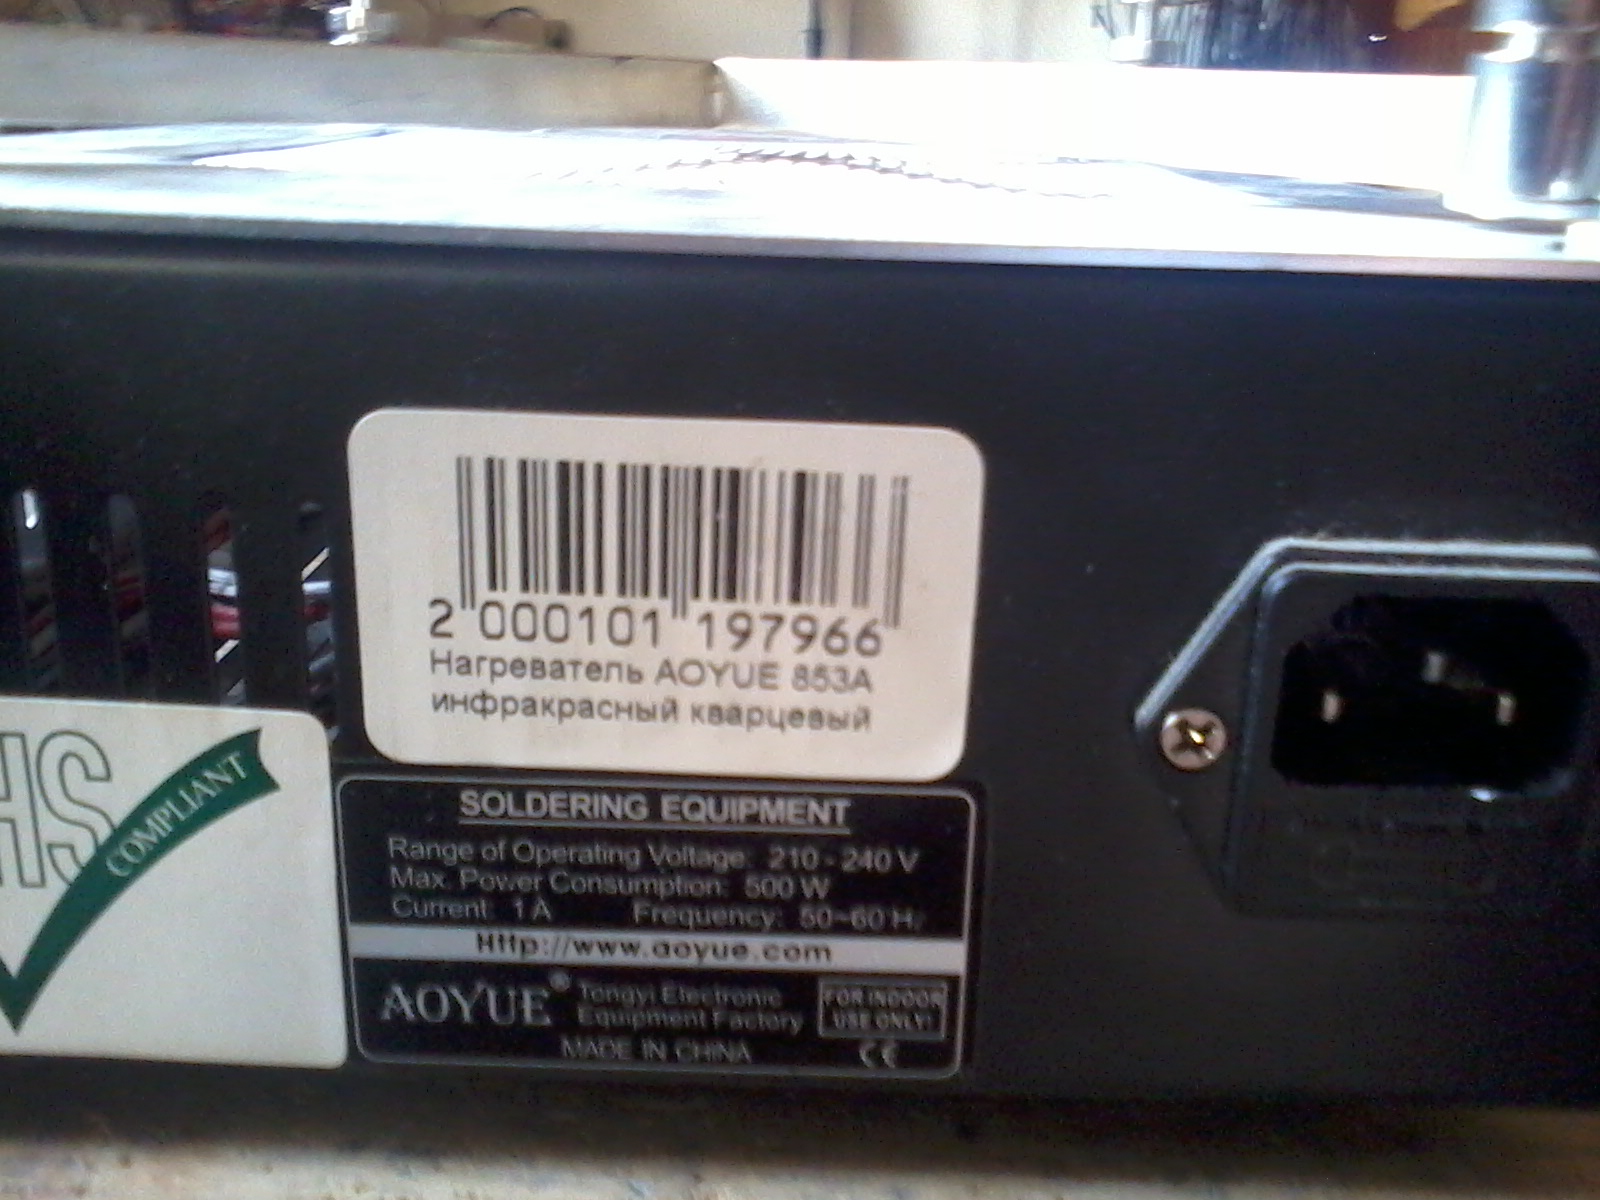 2 000101 197966
Нагреватель AOYUE 853A
инфракрасный кварцевый
HS
COMPLIANT
SOLDERING EQUIPMENT
Range of Operating Voltage: 210 - 240 V
Max. Power Consumption: 500 W
Current: 1 A Frequency: 50~60 Hz
Http://www.aoyue.com
AOYUE® Tongyi Electronic
Equipment Factory
FOR INDOOR
USE ONLY!
MADE IN CHINA
CE